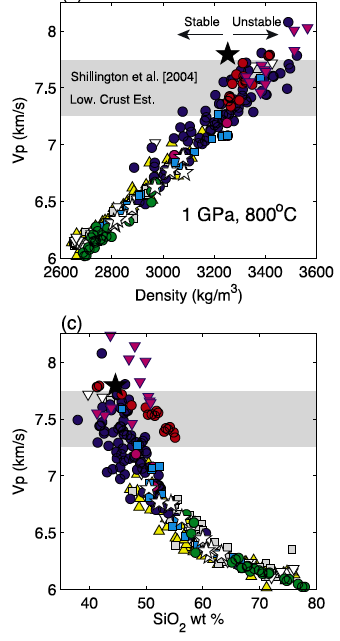 Stable Unstable
8
Shillington et al. [2004]
7.5
Low. Crust Est.
Vp (km/s)
7
6.5
1 GPa, 800°C
6
2600 2800 3000 3200 3400 3600
Density (kg/m³)
(c)
8
7.5
Vp (km/s)
7
6.5
6
40 50 60 70 80
SiO₂ wt %